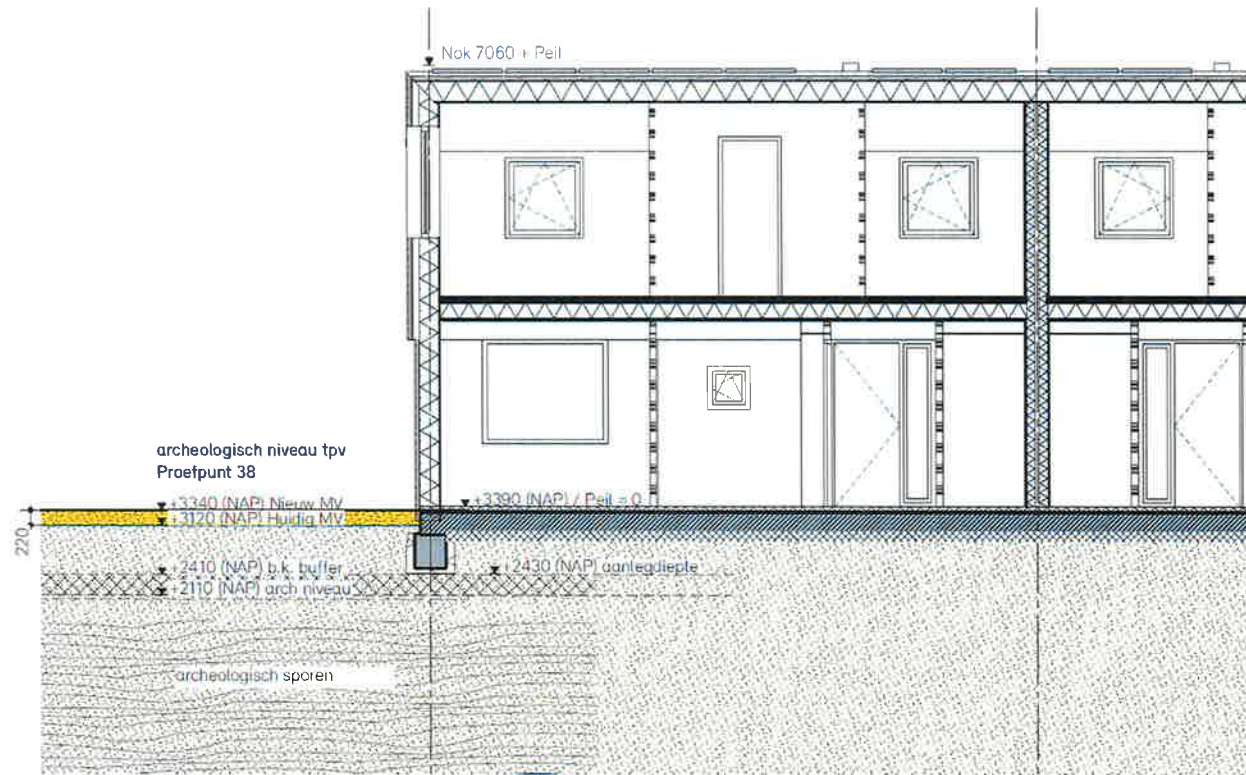 Nok 7060 + Peil
archeologisch niveau tpv
Proefpunt 38
+3340 (NAP) Nieuw MV
+3390 (NAP) / Peil = 0
+3120 (NAP) Huidig MV
220
+2410 (NAP) b.k. buffer
+2430 (NAP) aanlegdiepte
+2110 (NAP) arch niveau
archeologisch sporen